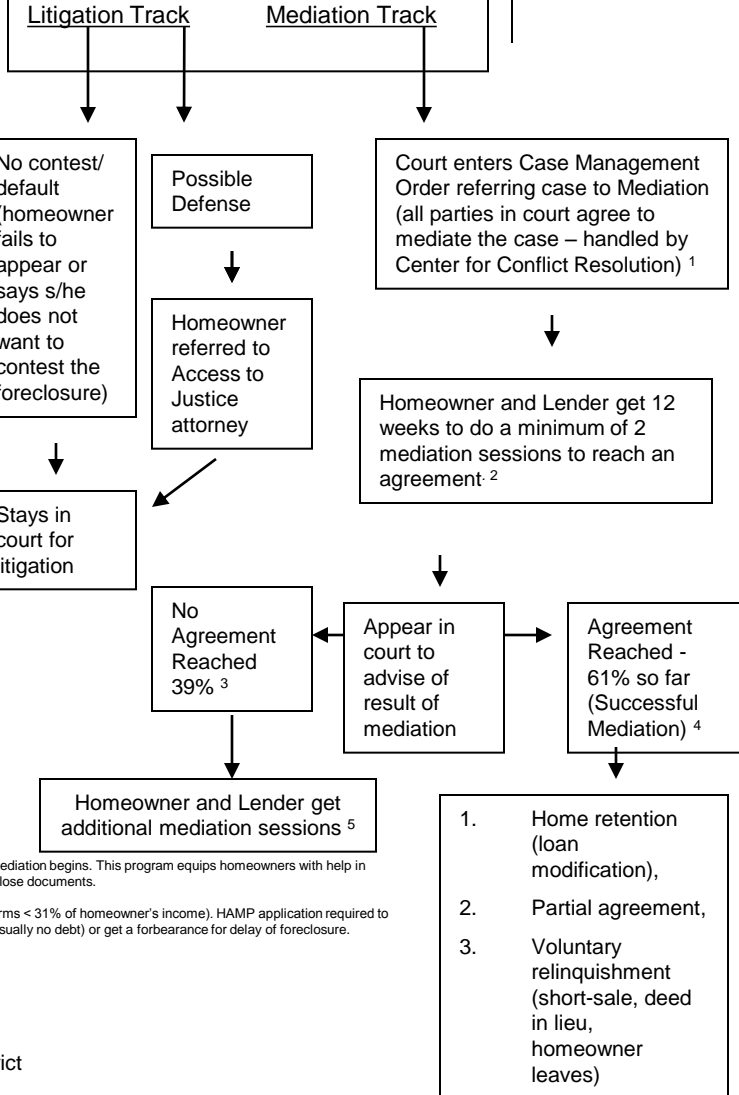 Litigation Track
Mediation Track
No contest/
default
(homeowner
fails to
appear or
says s/he
does not
want to
contest the
foreclosure)
Possible
Defense
Homeowner
referred to
Access to
Justice
attorney
Stays in
court for
litigation
Court enters Case Management
Order referring case to Mediation
(all parties in court agree to
mediate the case – handled by
Center for Conflict Resolution) 1
Homeowner and Lender get 12
weeks to do a minimum of 2
mediation sessions to reach an
agreement. 2
No
Agreement
Reached
39% 3
Appear in
court to
advise of
result of
mediation
Agreement
Reached -
61% so far
(Successful
Mediation) 4
Homeowner and Lender get
additional mediation sessions 5
1. Home retention
(loan
modification),
2. Partial agreement,
3. Voluntary
relinquishment
(short-sale, deed
in lieu,
homeowner
leaves)
ediation begins. This program equips homeowners with help in
lose documents.
rms < 31% of homeowner's income). HAMP application required to
sually no debt) or get a forbearance for delay of foreclosure.
ict